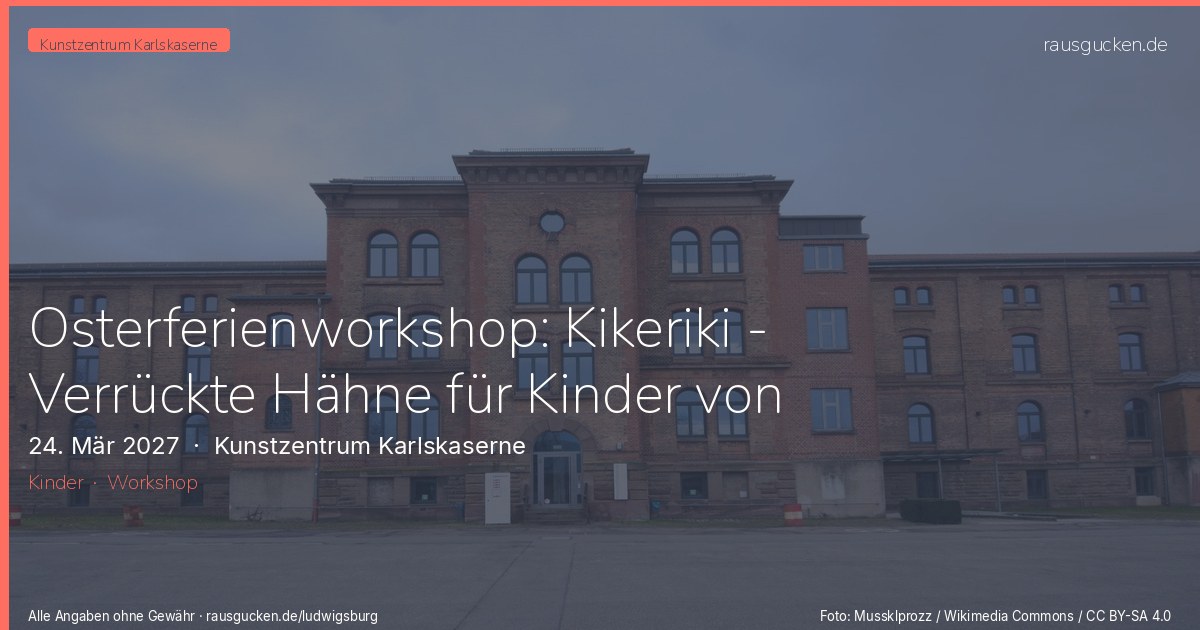 Kunstzentrum Karlskaserne
rausgucken.de
Osterferienworkshop: Kikeriki -
Verrückte Hähne für Kinder von
24. Mär 2027 · Kunstzentrum Karlskaserne
Kinder · Workshop
Alle Angaben ohne Gewähr · rausgucken.de/ludwigsburg
Foto: Mussklprozz / Wikimedia Commons / CC BY-SA 4.0